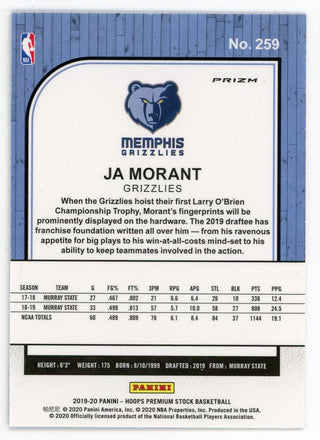 No. 259
PRIZM
MEMPHIS
GRIZZLIES
JA MORANT
GRIZZLIES
When the Grizzlies hoist their first Larry O'Brien
Championship Trophy, Morant's fingerprints will be
prominently displayed on the hardware. The 2019 draftee has
franchise foundation written all over him — from his ravenous
appetite for big plays to his win-at-all-costs mind-set to his
ability to keep teammates involved in the action.
SEASON TEAM G FG% FT% 3PM RPG APG STL BLK PTS PPG
17-18 MURRAY STATE 27 .467 .802 21 6.6 6.4 26 10 336 12.4
18-19 MURRAY STATE 33 .499 .813 57 5.7 10.0 58 27 808 24.5
NCAA TOTALS 60 .489 .809 78 6.1 8.4 84 37 1144 19.1
HEIGHT: 6'3" WEIGHT: 175 BORN: 8/10/1999 DRAFTED: 2019 FROM: MURRAY STATE
PANINI
2019-20 PANINI – HOOPS PREMIUM STOCK BASKETBALL
帕尼尼 © 2020 Panini America, Inc. © 2020 NBA Properties, Inc. Produced in the USA.
© 2020 Officially licensed product of the National Basketball Players Association.